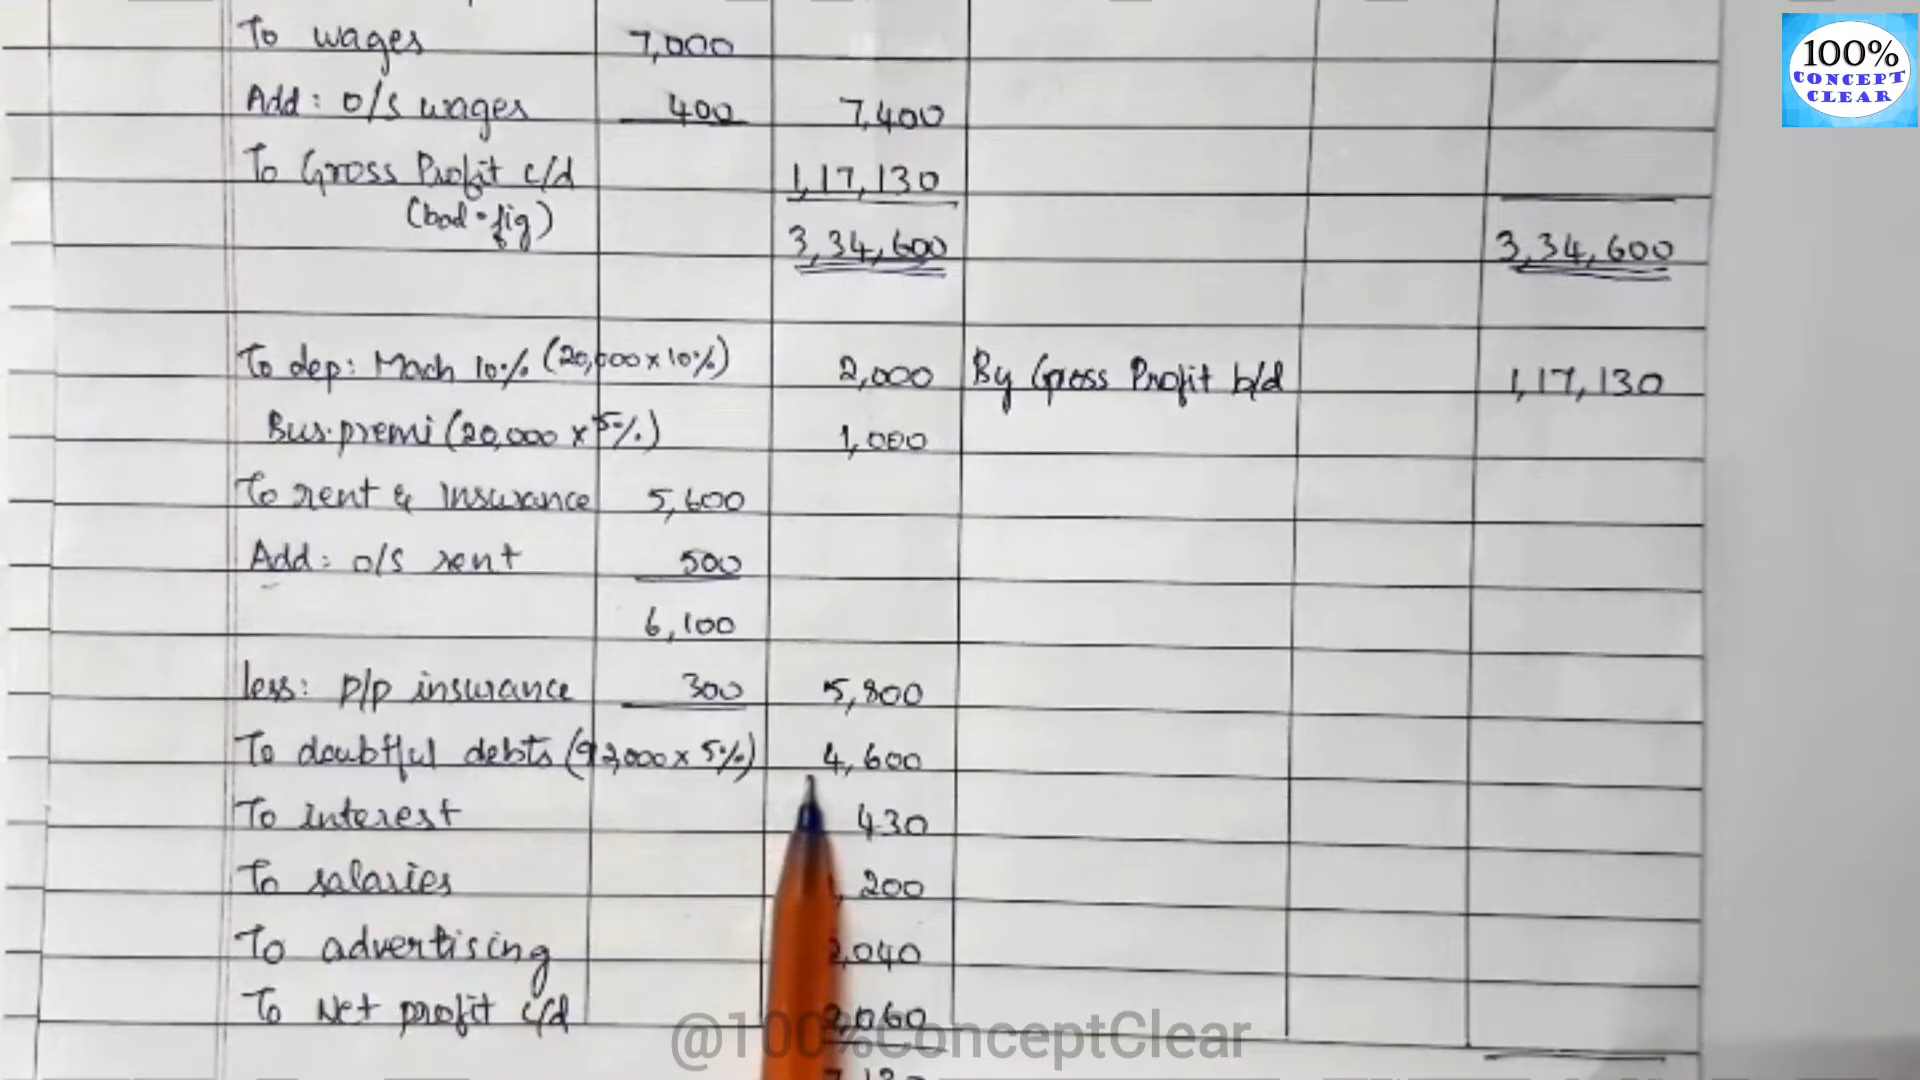 To wages 7,000
Add: o/s wages 400 7,400
To Gross Profit c/d 1,17,130
(bal·fig)
3,34,600 3,34,600
To dep: Mach 10% (20,000 x 10%) 2,000 By Gross Profit b/d 1,17,130
Bus.premi (20,000 x 5%) 1,000
To rent & Insurance 5,600
Add: o/s rent 500
6,100
less: p/p insurance 300 5,800
To doubtful debts (92,000 x 5%) 4,600
To interest 430
To salaries 200
To advertising 040
To Net profit c/d 060
100%
CONCEPT
CLEAR
@100%ConceptClear